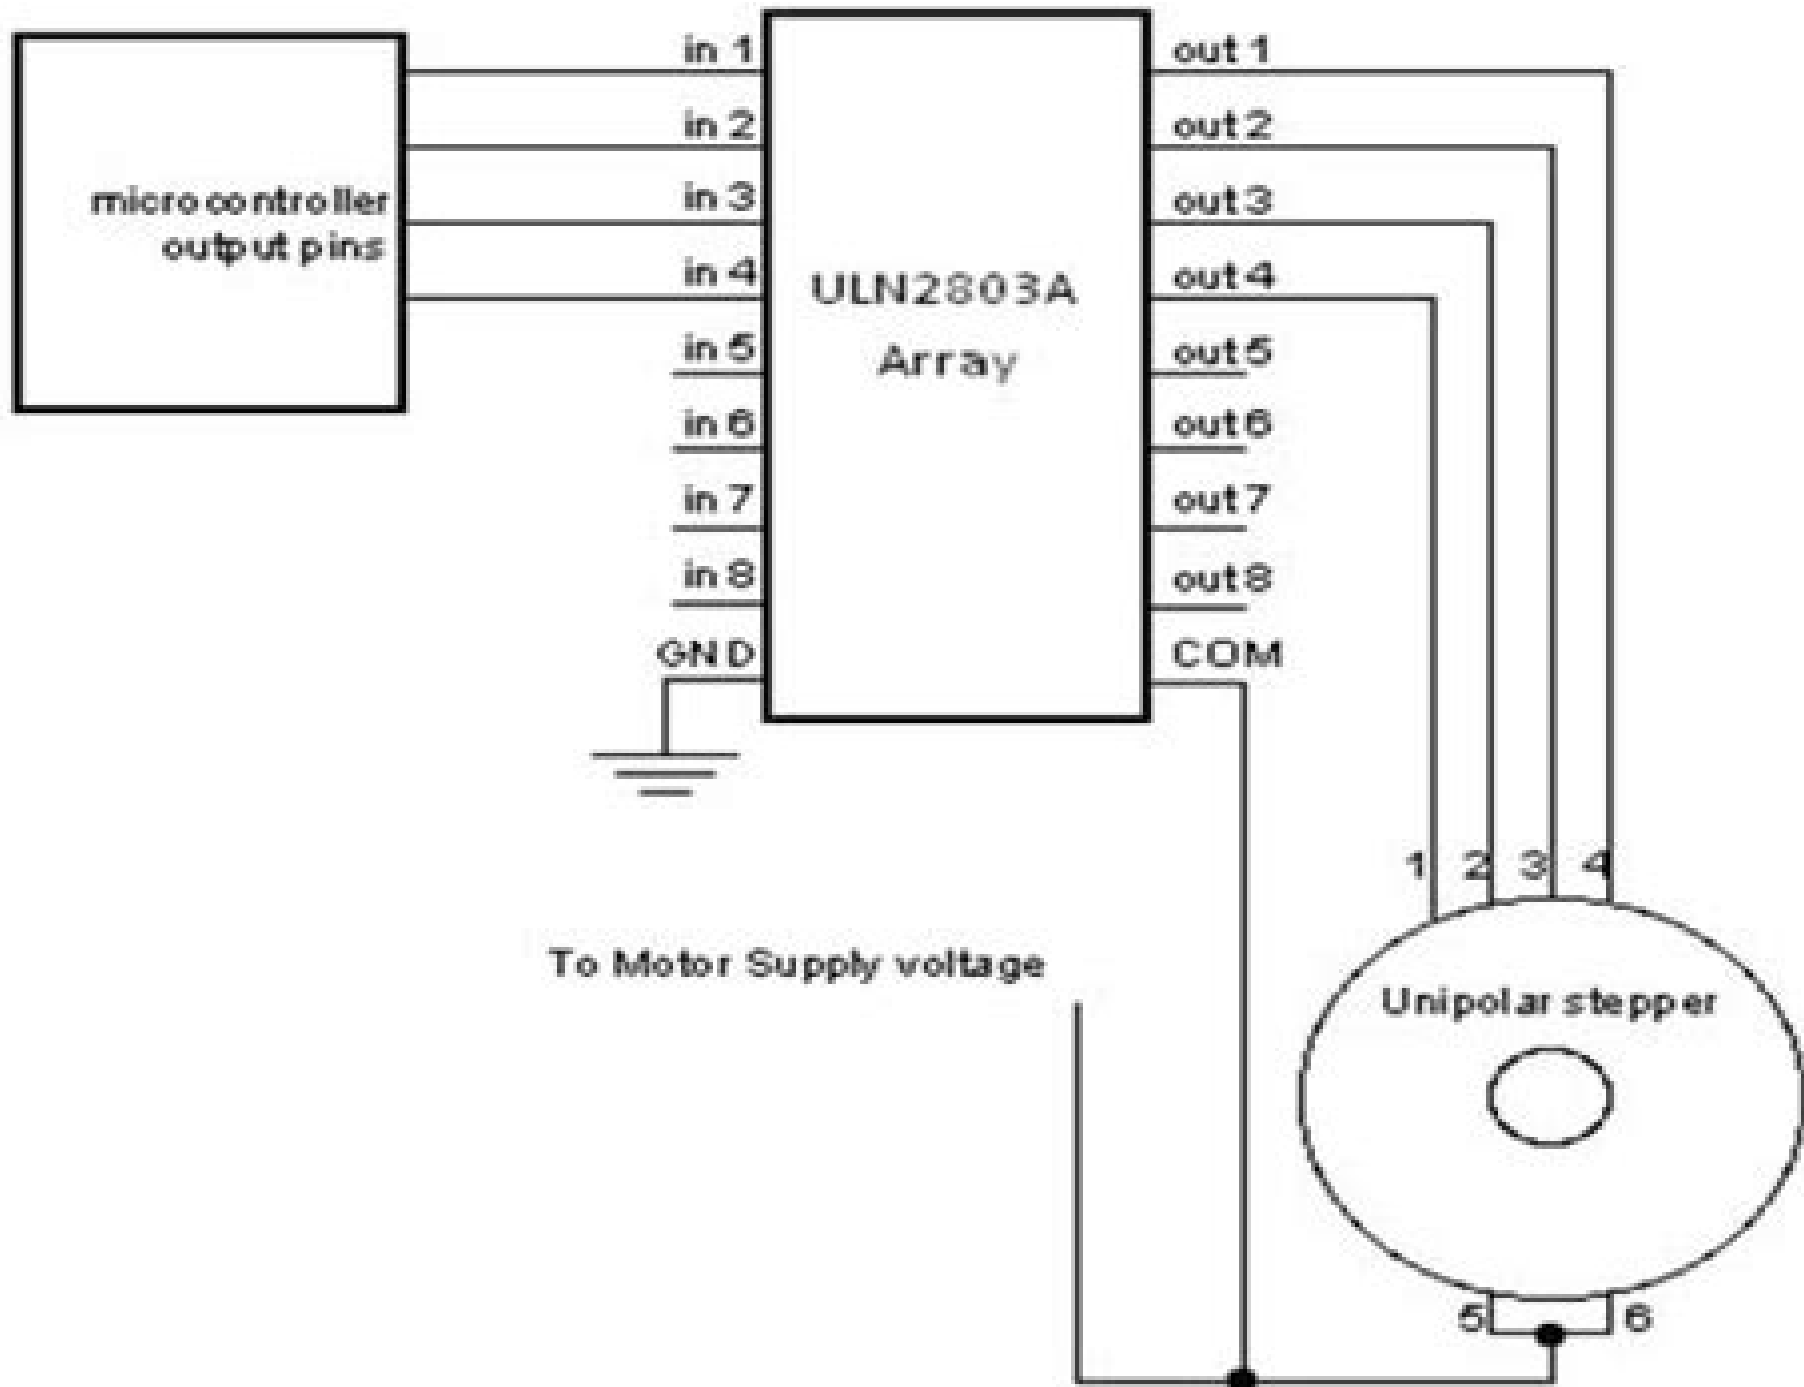 microcontroller
output pins
in 1
in 2
in 3
in 4
in 5
in 6
in 7
in 8
GND
ULN2803A
Array
out 1
out 2
out 3
out 4
out 5
out 6
out 7
out 8
COM
1 2 3 4
To Motor Supply voltage
Unipolar stepper
5 6